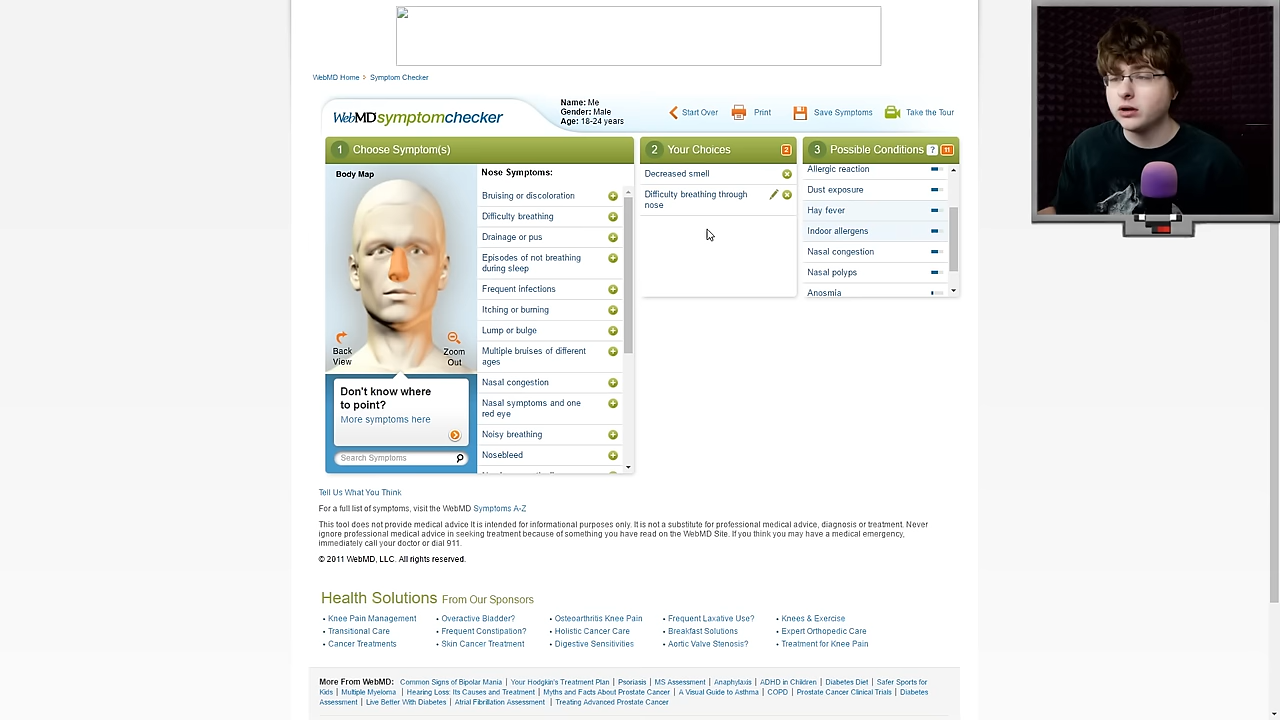 WebMD Home
Symptom Checker
WebMD symptomchecker
Name: Me
Gender: Male
Age: 18-24 years
Start Over
Print
Save Symptoms
Take the Tour
1 Choose Symptom(s)
Body Map
Back
View
Zoom
Out
Don't know where
to point?
More symptoms here
Search Symptoms
Nose Symptoms:
Bruising or discoloration
Difficulty breathing
Drainage or pus
Episodes of not breathing
during sleep
Frequent infections
Itching or burning
Lump or bulge
Multiple bruises of different
ages
Nasal congestion
Nasal symptoms and one
red eye
Noisy breathing
Nosebleed
2 Your Choices 2
Decreased smell
Difficulty breathing through
nose
3 Possible Conditions ? 11
Allergic reaction
Dust exposure
Hay fever
Indoor allergens
Nasal congestion
Nasal polyps
Anosmia
Tell Us What You Think
For a full list of symptoms, visit the WebMD Symptoms A-Z
This tool does not provide medical advice It is intended for informational purposes only. It is not a substitute for professional medical advice, diagnosis or treatment. Never
ignore professional medical advice in seeking treatment because of something you have read on the WebMD Site. If you think you may have a medical emergency,
immediately call your doctor or dial 911.
© 2011 WebMD, LLC. All rights reserved.
Health Solutions From Our Sponsors
• Knee Pain Management • Overactive Bladder? • Osteoarthritis Knee Pain • Frequent Laxative Use? • Knees & Exercise
• Transitional Care • Frequent Constipation? • Holistic Cancer Care • Breakfast Solutions • Expert Orthopedic Care
• Cancer Treatments • Skin Cancer Treatment • Digestive Sensitivities • Aortic Valve Stenosis? • Treatment for Knee Pain
More From WebMD: Common Signs of Bipolar Mania | Your Hodgkin's Treatment Plan | Psoriasis | MS Assessment | Anaphylaxis | ADHD in Children | Diabetes Diet | Safer Sports for
Kids | Multiple Myeloma | Hearing Loss: Its Causes and Treatment | Myths and Facts About Prostate Cancer | A Visual Guide to Asthma | COPD | Prostate Cancer Clinical Trials | Diabetes
Assessment | Live Better With Diabetes | Atrial Fibrillation Assessment | Treating Advanced Prostate Cancer